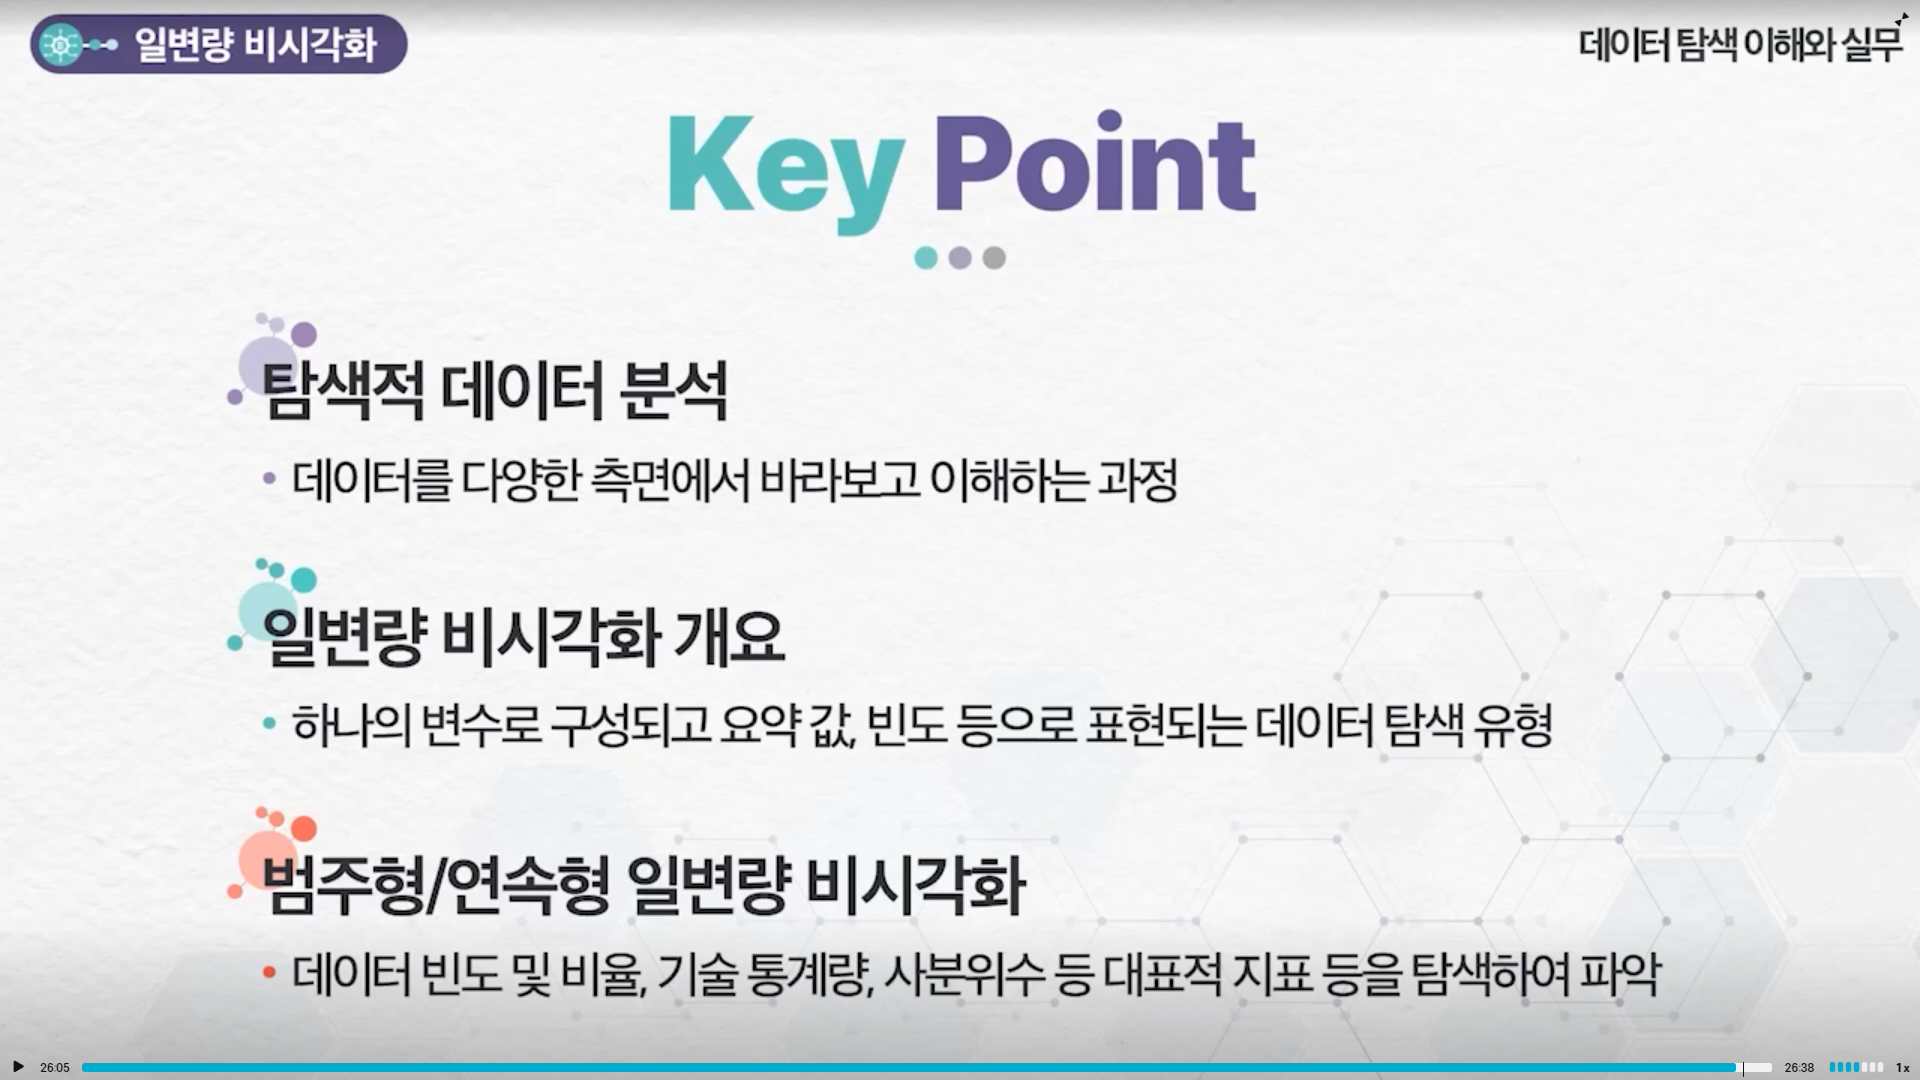 일변량 비시각화
데이터 탐색 이해와 실무
Key Point
탐색적 데이터 분석
• 데이터를 다양한 측면에서 바라보고 이해하는 과정
일변량 비시각화 개요
• 하나의 변수로 구성되고 요약 값, 빈도 등으로 표현되는 데이터 탐색 유형
범주형/연속형 일변량 비시각화
• 데이터 빈도 및 비율, 기술 통계량, 사분위수 등 대표적 지표 등을 탐색하여 파악
26:05
26:38
1x